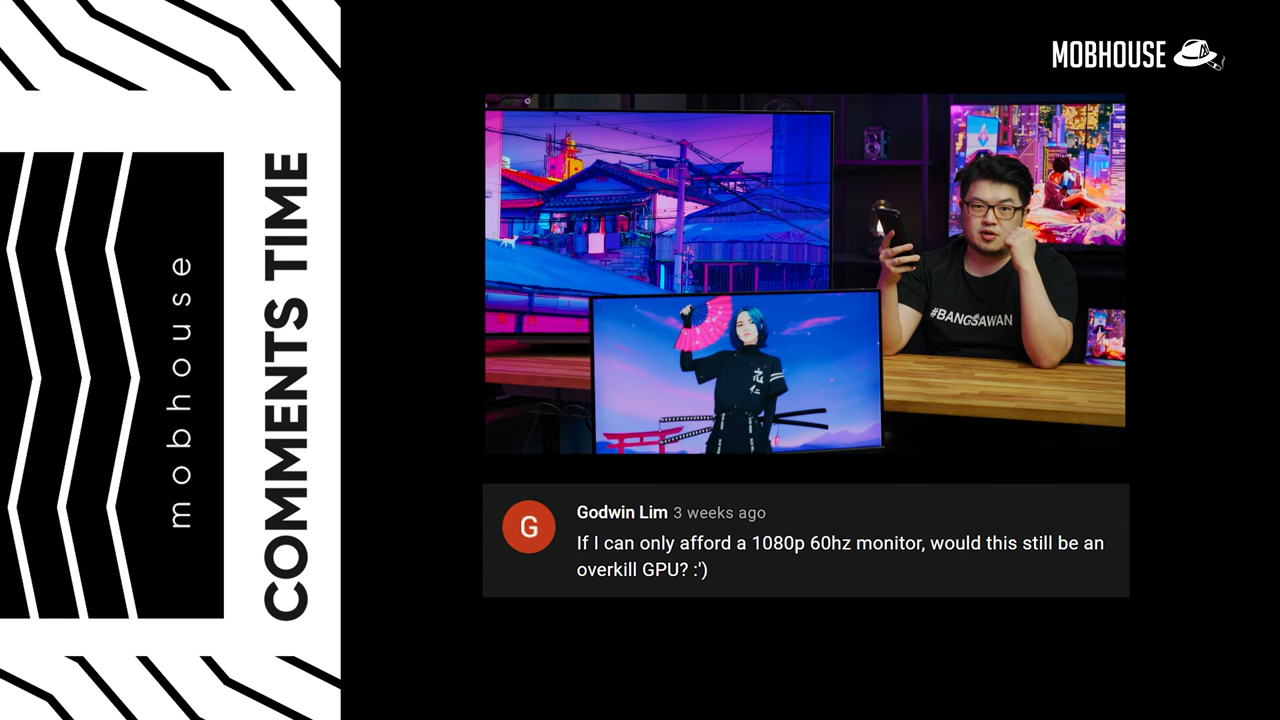 mobhouse
COMMENTS TIME
MOBHOUSE
#BANGSAWAN
G
Godwin Lim 3 weeks ago
If I can only afford a 1080p 60hz monitor, would this still be an
overkill GPU? :')